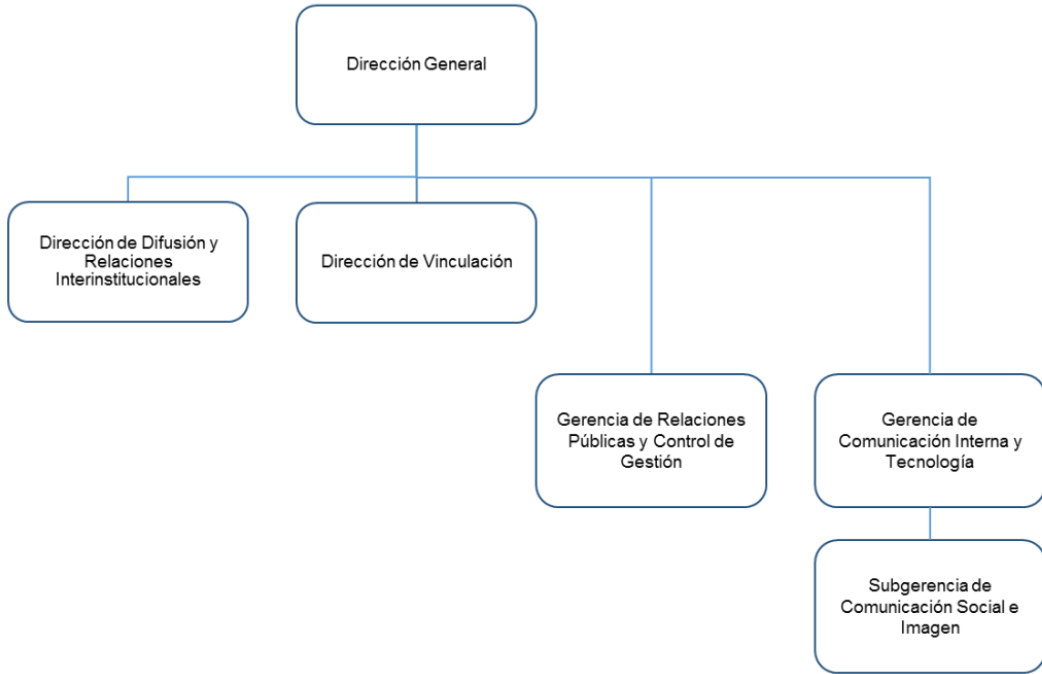 Dirección General
Dirección de Difusión y
Relaciones
Interinstitucionales
Dirección de Vinculación
Gerencia de Relaciones
Públicas y Control de
Gestión
Gerencia de
Comunicación Interna y
Tecnología
Subgerencia de
Comunicación Social e
Imagen